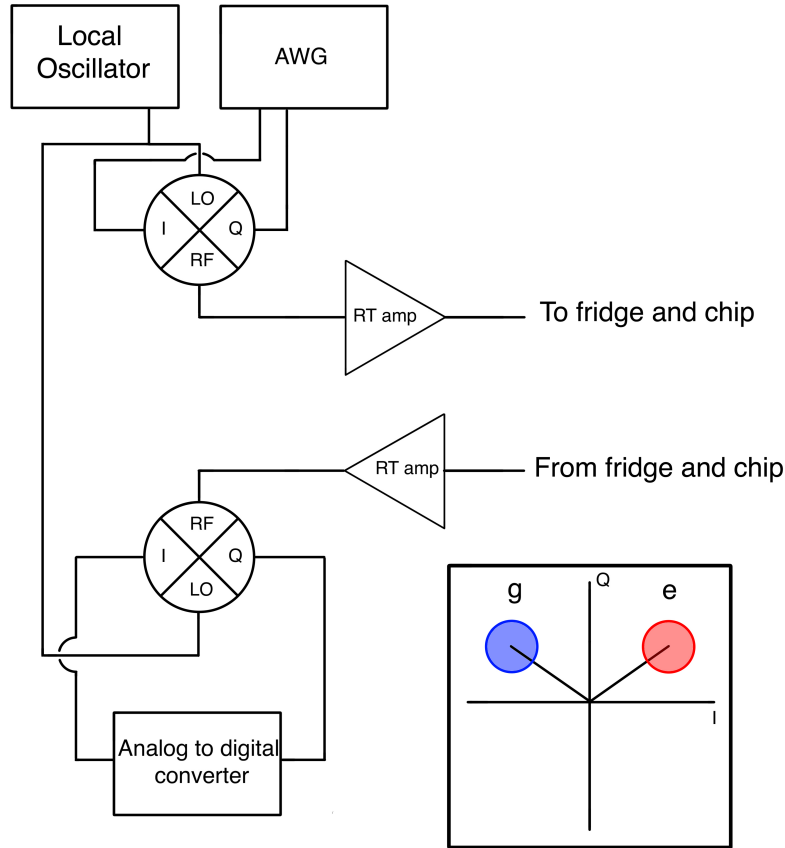 Local
Oscillator
AWG
LO
I
Q
RF
RT amp
To fridge and chip
RT amp
From fridge and chip
RF
I
Q
LO
Q
g
e
I
Analog to digital
converter